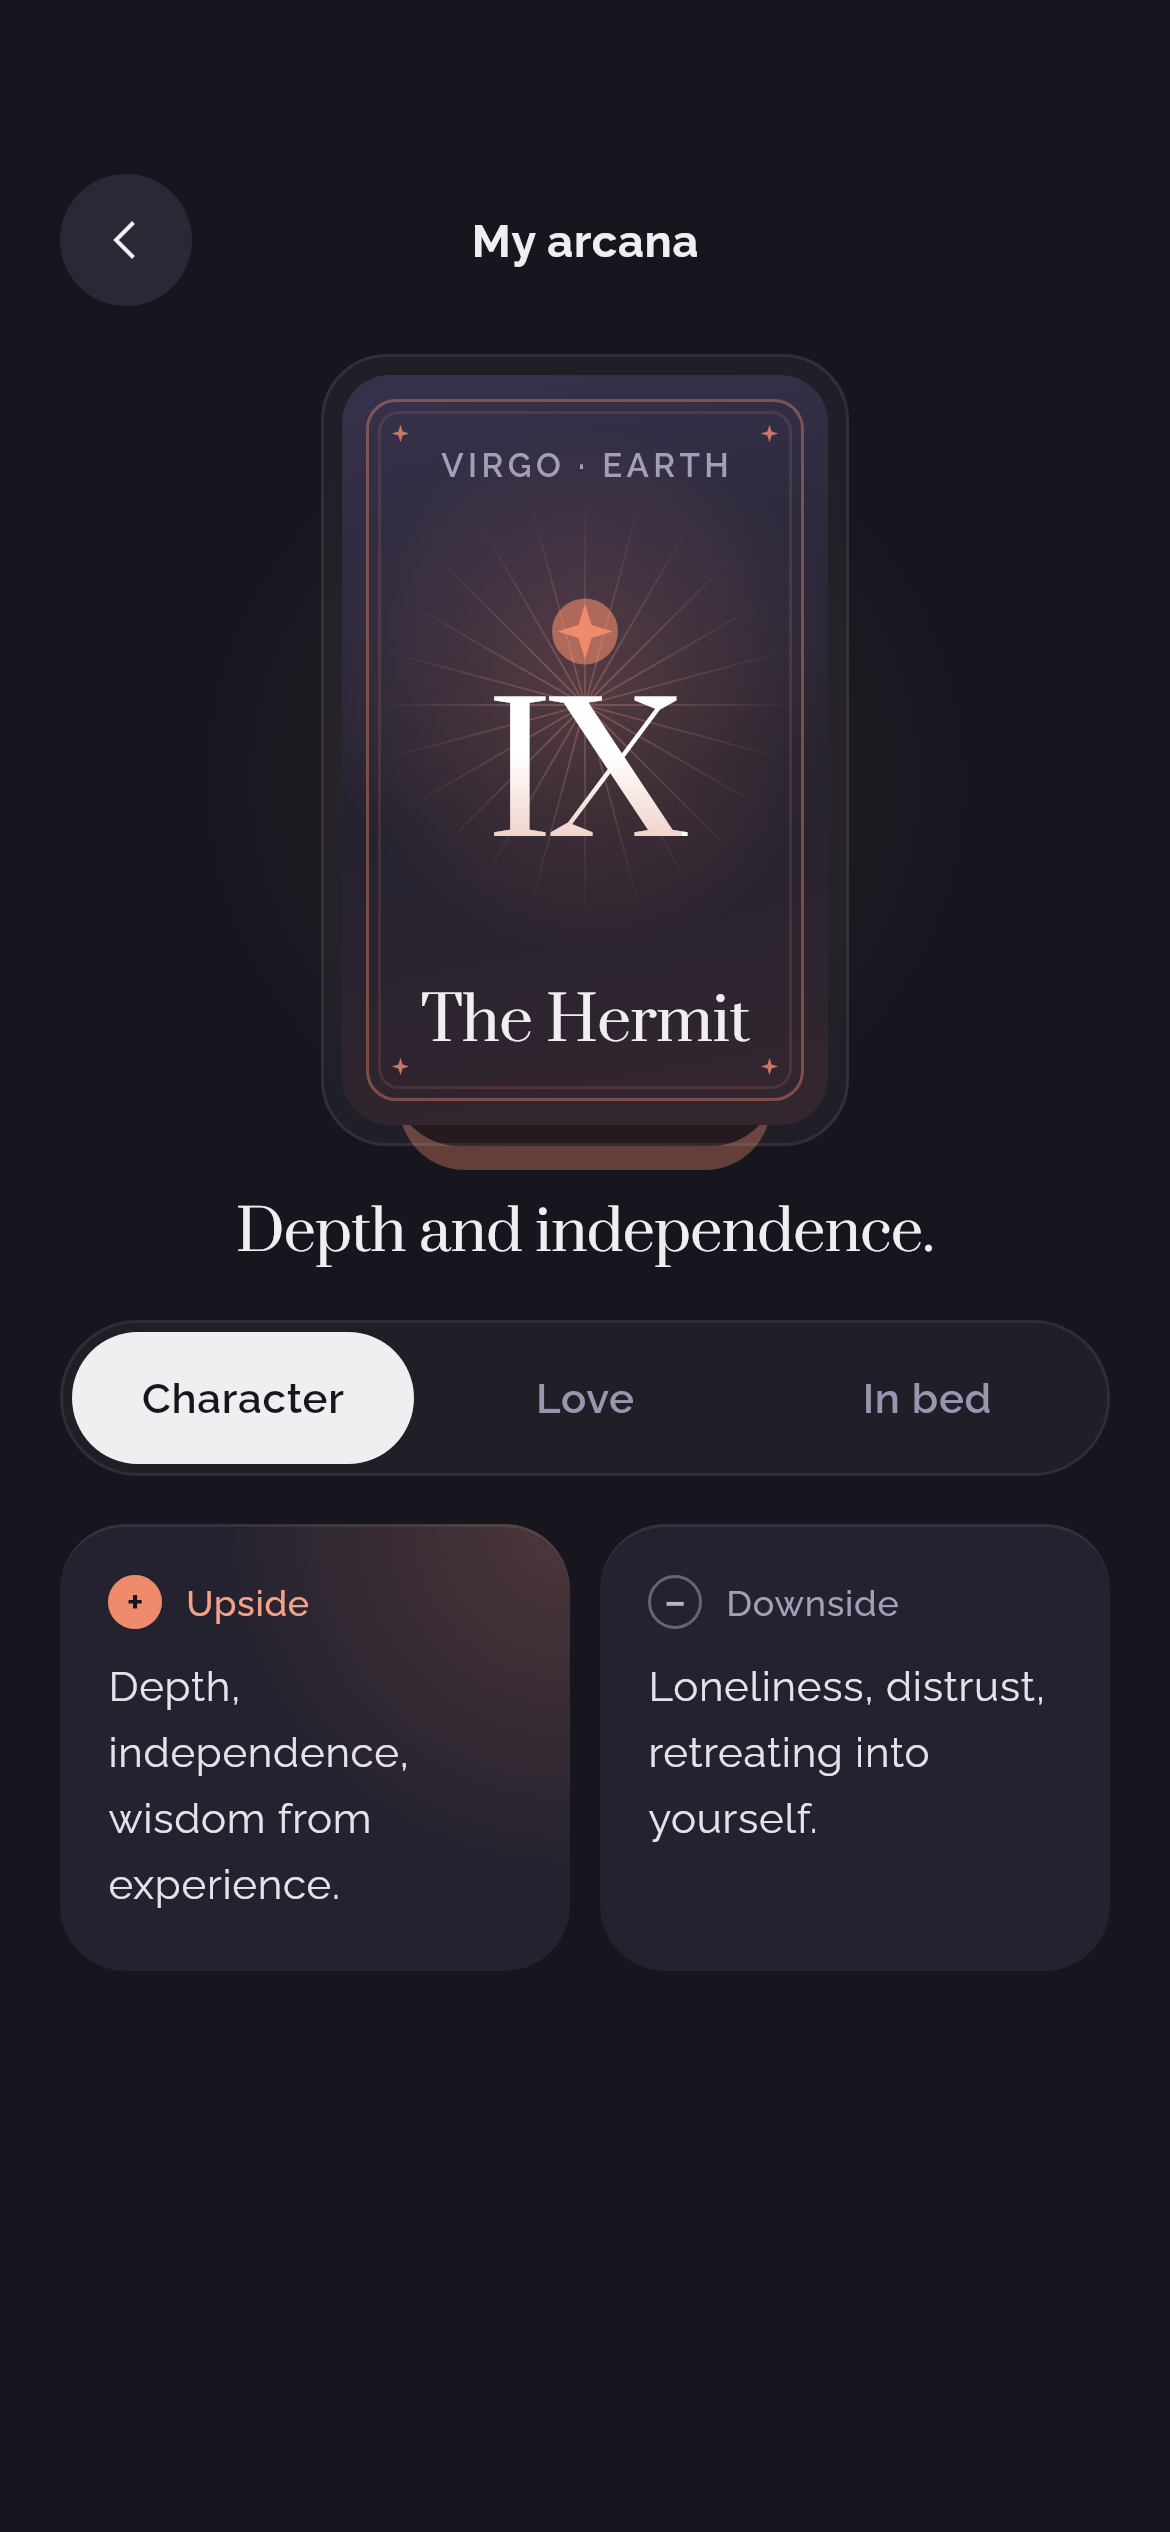 My arcana
VIRGO · EARTH
IX
The Hermit
Depth and independence.
Character
Love
In bed
+ Upside
Depth,
independence,
wisdom from
experience.
– Downside
Loneliness, distrust,
retreating into
yourself.